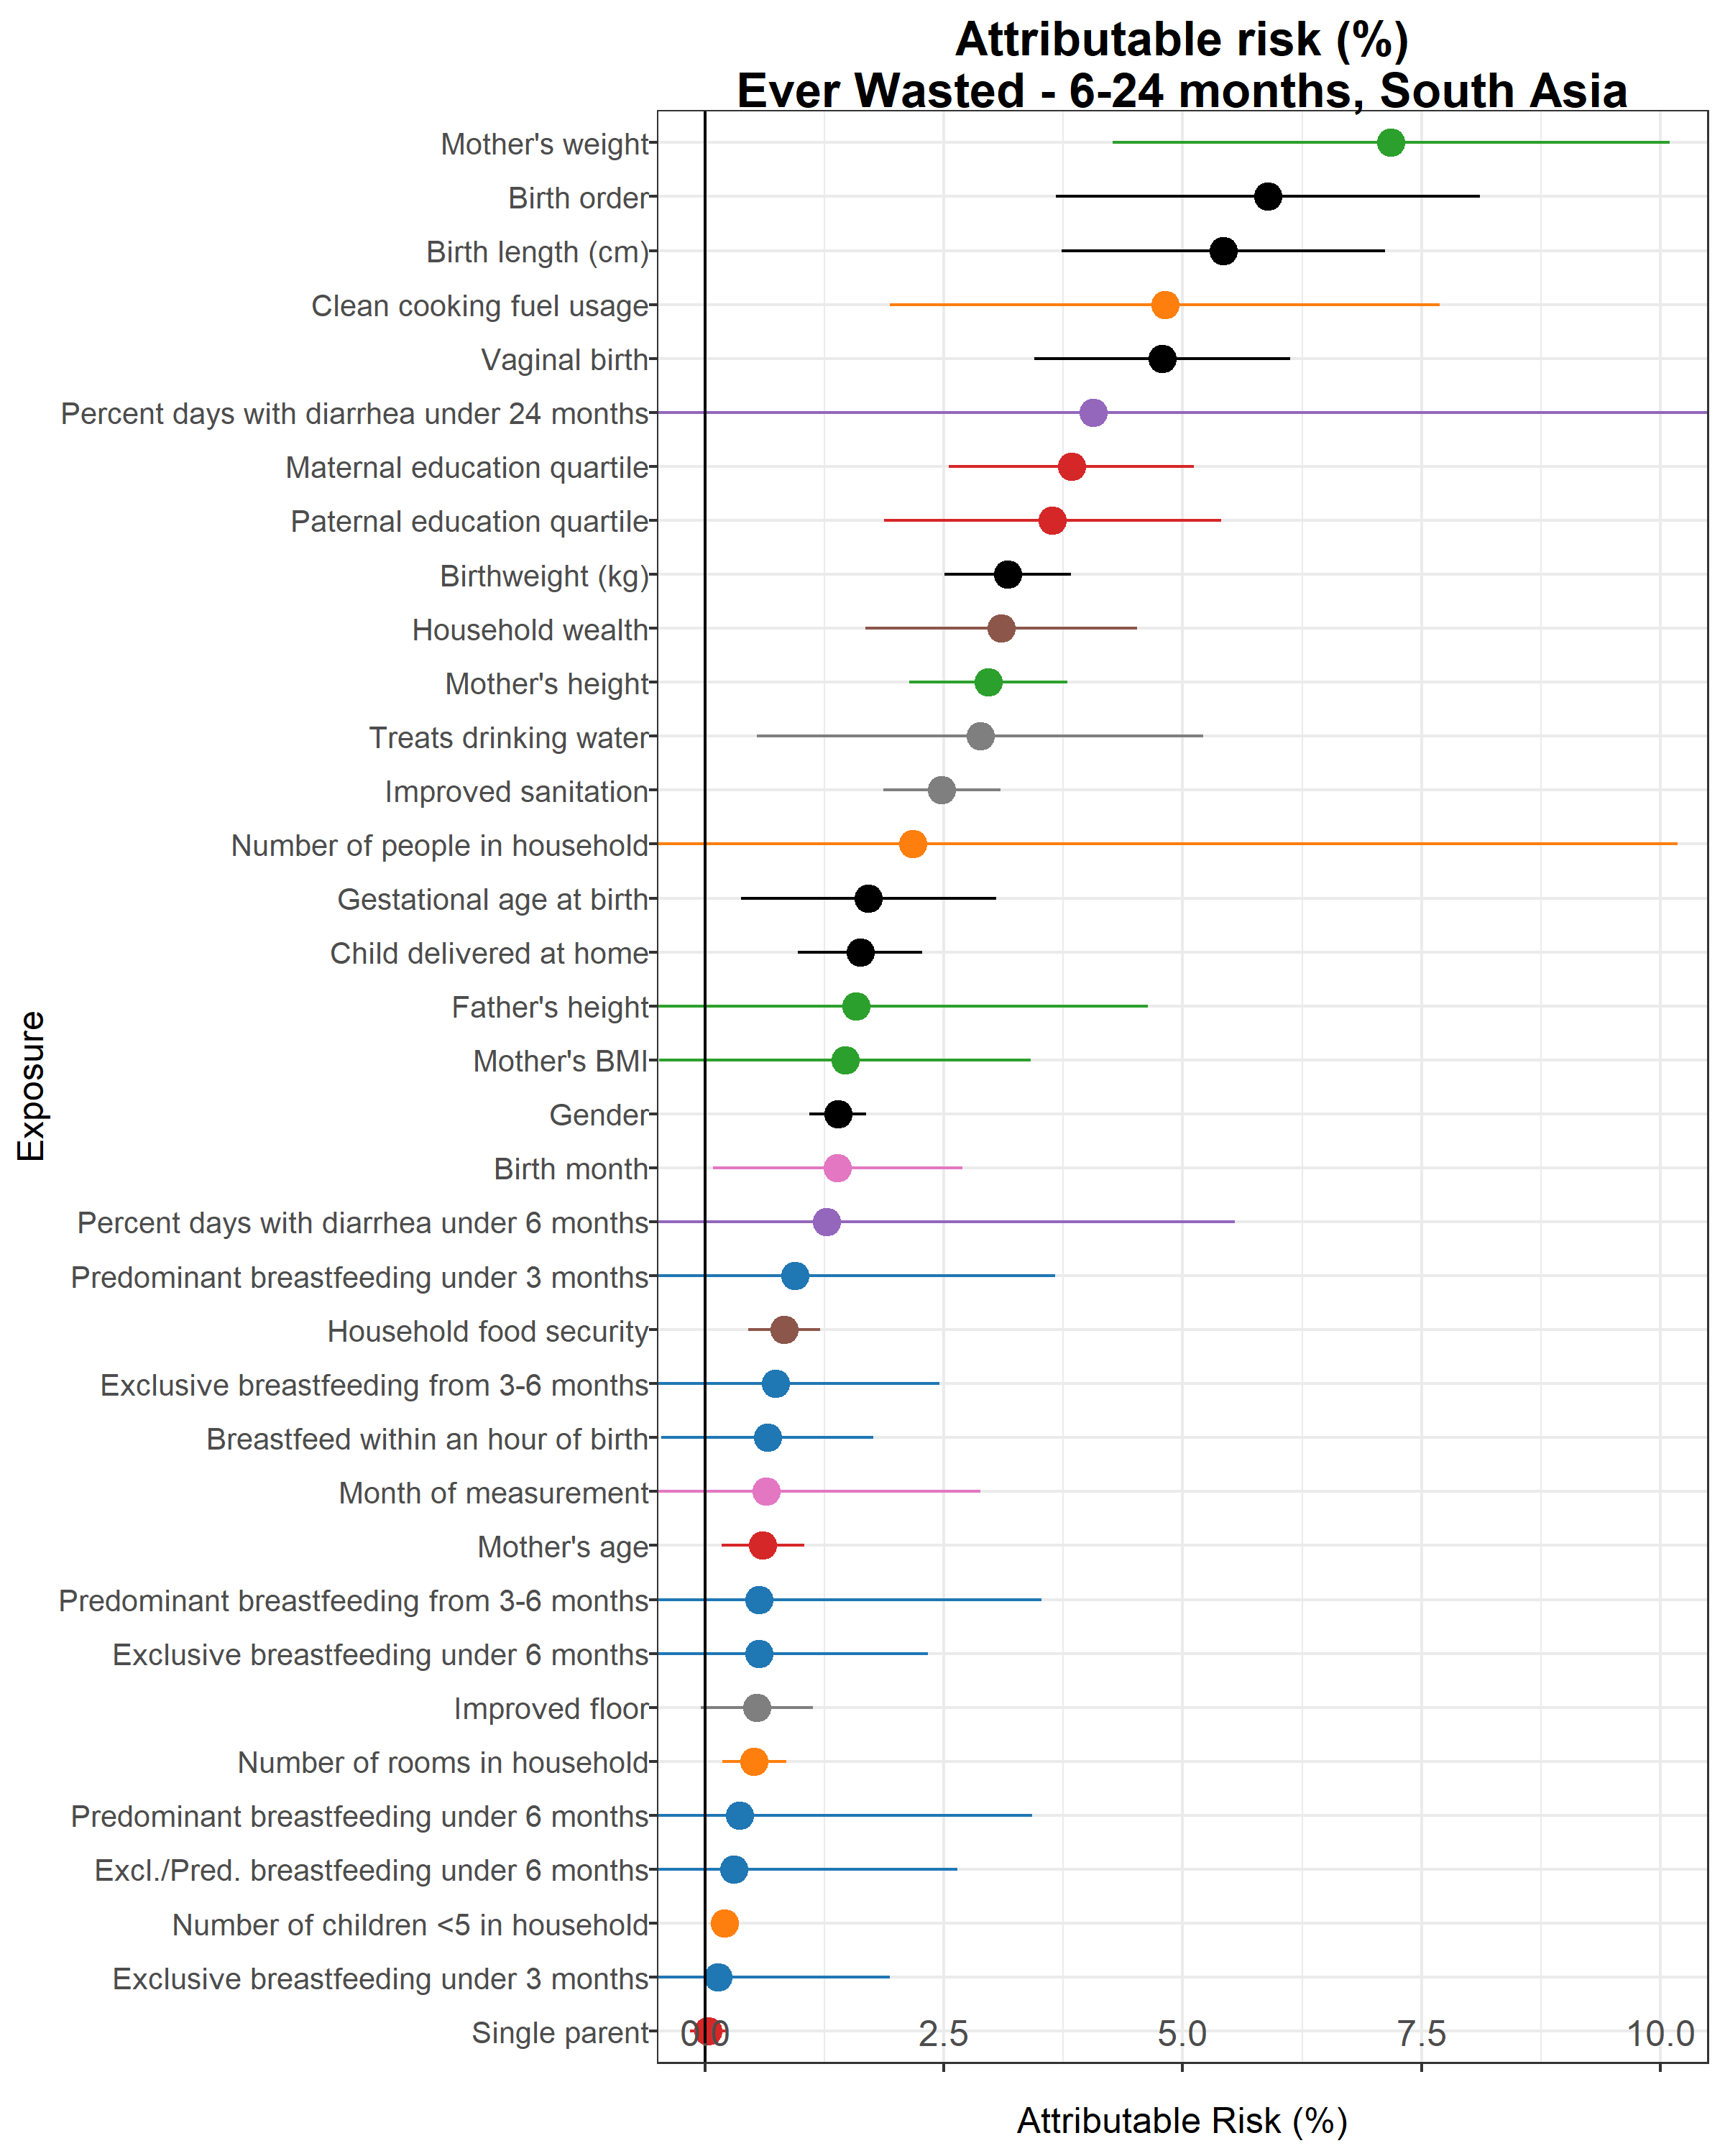 Attributable risk (%)
Ever Wasted - 6-24 months, South Asia
Exposure
Mother's weight
Birth order
Birth length (cm)
Clean cooking fuel usage
Vaginal birth
Percent days with diarrhea under 24 months
Maternal education quartile
Paternal education quartile
Birthweight (kg)
Household wealth
Mother's height
Treats drinking water
Improved sanitation
Number of people in household
Gestational age at birth
Child delivered at home
Father's height
Mother's BMI
Gender
Birth month
Percent days with diarrhea under 6 months
Predominant breastfeeding under 3 months
Household food security
Exclusive breastfeeding from 3-6 months
Breastfeed within an hour of birth
Month of measurement
Mother's age
Predominant breastfeeding from 3-6 months
Exclusive breastfeeding under 6 months
Improved floor
Number of rooms in household
Predominant breastfeeding under 6 months
Excl./Pred. breastfeeding under 6 months
Number of children <5 in household
Exclusive breastfeeding under 3 months
Single parent
0.0 2.5 5.0 7.5 10.0
Attributable Risk (%)